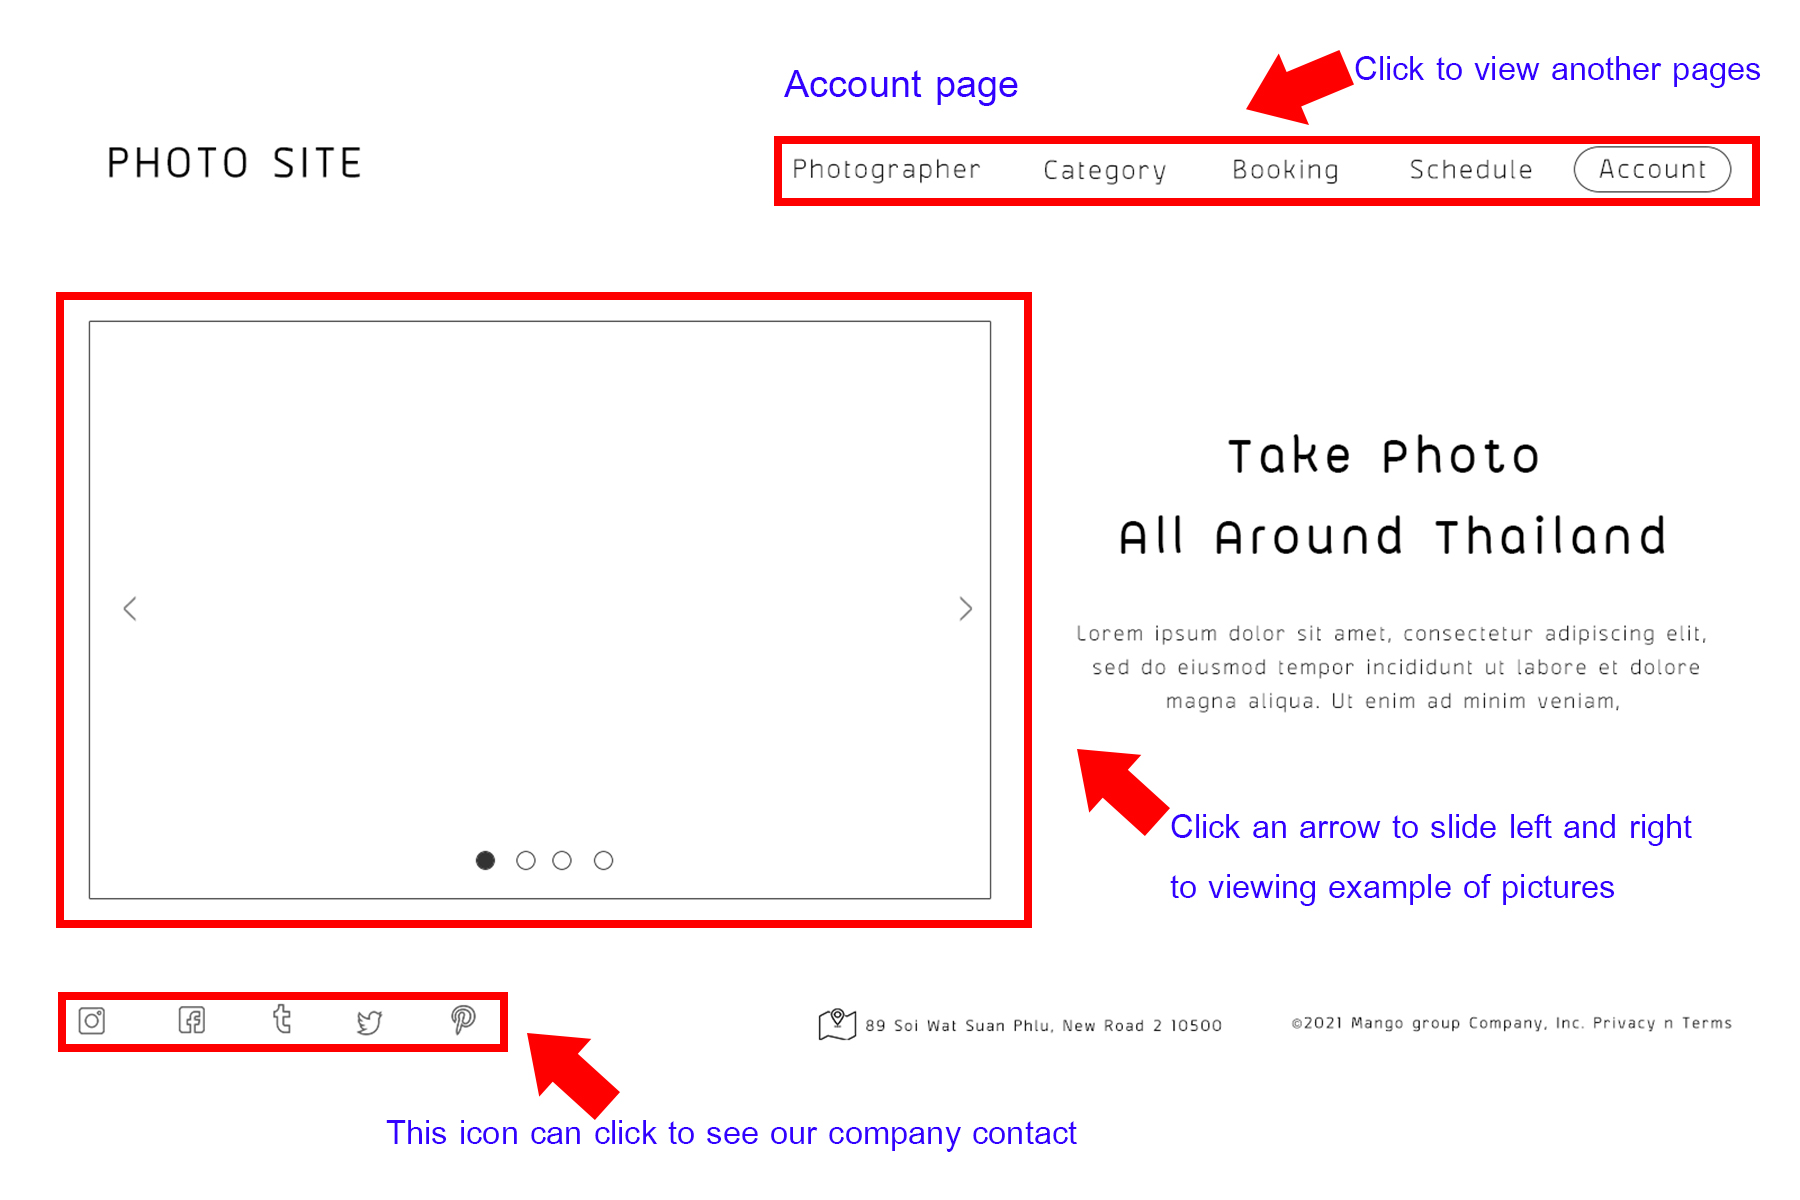 Account page
Click to view another pages
PHOTO SITE
Photographer
Category
Booking
Schedule
Account
Take Photo
All Around Thailand
Lorem ipsum dolor sit amet, consectetur adipiscing elit,
sed do eiusmod tempor incididunt ut labore et dolore
magna aliqua. Ut enim ad minim veniam,
Click an arrow to slide left and right
to viewing example of pictures
89 Soi Wat Suan Phlu, New Road 2 10500
©2021 Mango group Company, Inc. Privacy n Terms
This icon can click to see our company contact